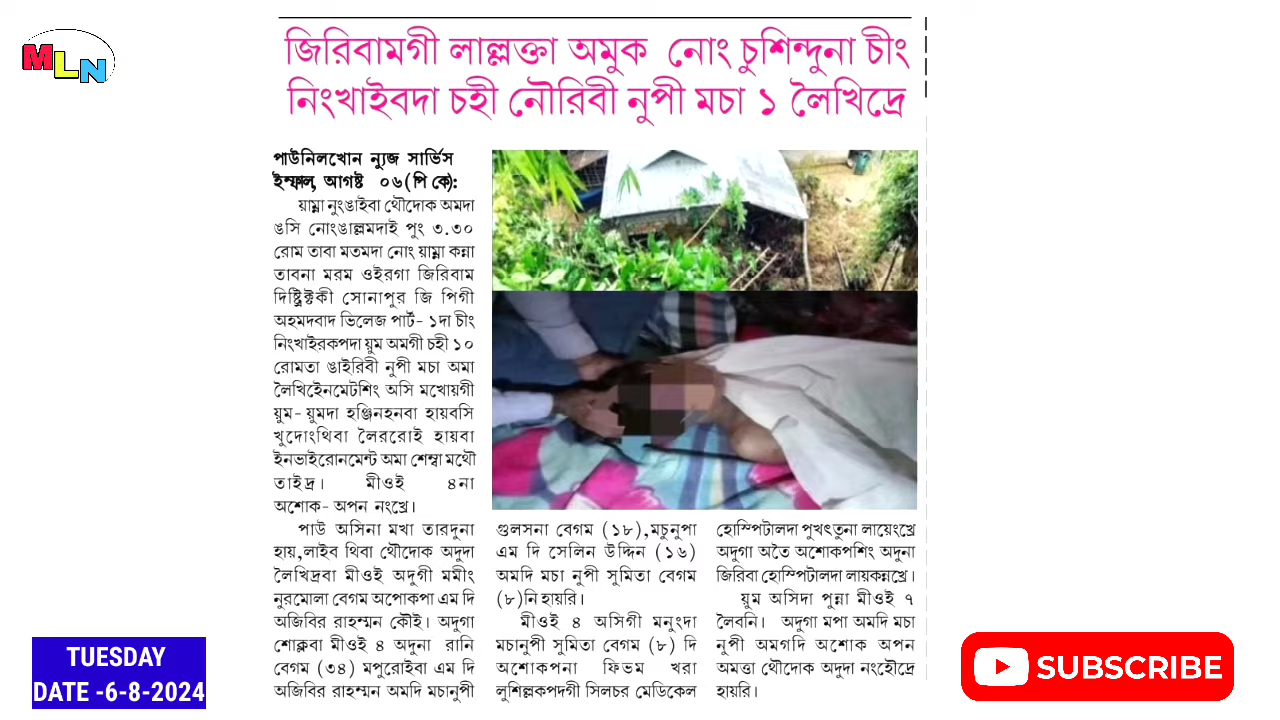 MLN
জিরিবামগী লাল্লক্তা অমুক নোং চুশিন্দুনা চীং
নিংখাইবদা চহী নৌরিবী নুপী মচা ১ লৈখিদ্রে
পাউনিলখোন ন্যুজ সার্ভিস
ইম্ফাল, আগষ্ট ০৬(পি কে):
য়াম্না নুংঙাইবা থৌদোক অমদা
ঙসি নোংঙাল্লমদাই পুং ৩.৩০
রোম তাবা মতমদা নোং য়াম্না কন্না
তাবনা মরম ওইরগা জিরিবাম
দিষ্ট্রিক্টকী সোনাপুর জি পিগী
অহমদবাদ ভিলেজ পার্ট- ১দা চীং
নিংখাইরকপদা য়ুম অমগী চহী ১০
রোমতা ঙাইরিবী নুপী মচা অমা
লৈখিইেনমেটশিং অসি মখোয়গী
য়ুম- য়ুমদা হঞ্জিনহনবা হায়বসি
খুদোংথিবা লৈররোই হায়বা
ইনভাইরোনমেন্ট অমা শেম্বা মথৌ
তাইদ্র। মীওই ৪না
অশোক- অপন নংখ্রে।
পাউ অসিনা মখা তারদুনা
হায়,লাইব থিবা থৌদোক অদুদা
লৈখিদ্রবা মীওই অদুগী মমীং
নুরমোলা বেগম অপোকপা এম দি
অজিবির রাহম্মন কৌই। অদুগা
শোক্লবা মীওই ৪ অদুনা রানি
বেগম (৩৪) মপুরোইবা এম দি
অজিবির রাহম্মন অমদি মচানুপী
গুলসনা বেগম (১৮),মচুনুপা
এম দি সেলিন উদ্দিন (১৬)
অমদি মচা নুপী সুমিতা বেগম
(৮)নি হায়রি।
মীওই ৪ অসিগী মনুংদা
মচানুপী সুমিতা বেগম (৮) দি
অশোকপনা ফিভম খরা
লুশিল্লকপদগী সিলচর মেডিকেল
হোস্পিটালদা পুখৎতুনা লায়েংখ্রে
অদুগা অতৈ অশোকপশিং অদুনা
জিরিবা হোস্পিটালদা লায়কন্নখ্রে।
য়ুম অসিদা পুন্না মীওই ৭
লৈবনি। অদুগা মপা অমদি মচা
নুপী অমগদি অশোক অপন
অমত্তা থৌদোক অদুদা নংহৌদ্রে
হায়রি।
TUESDAY
DATE -6-8-2024
SUBSCRIBE